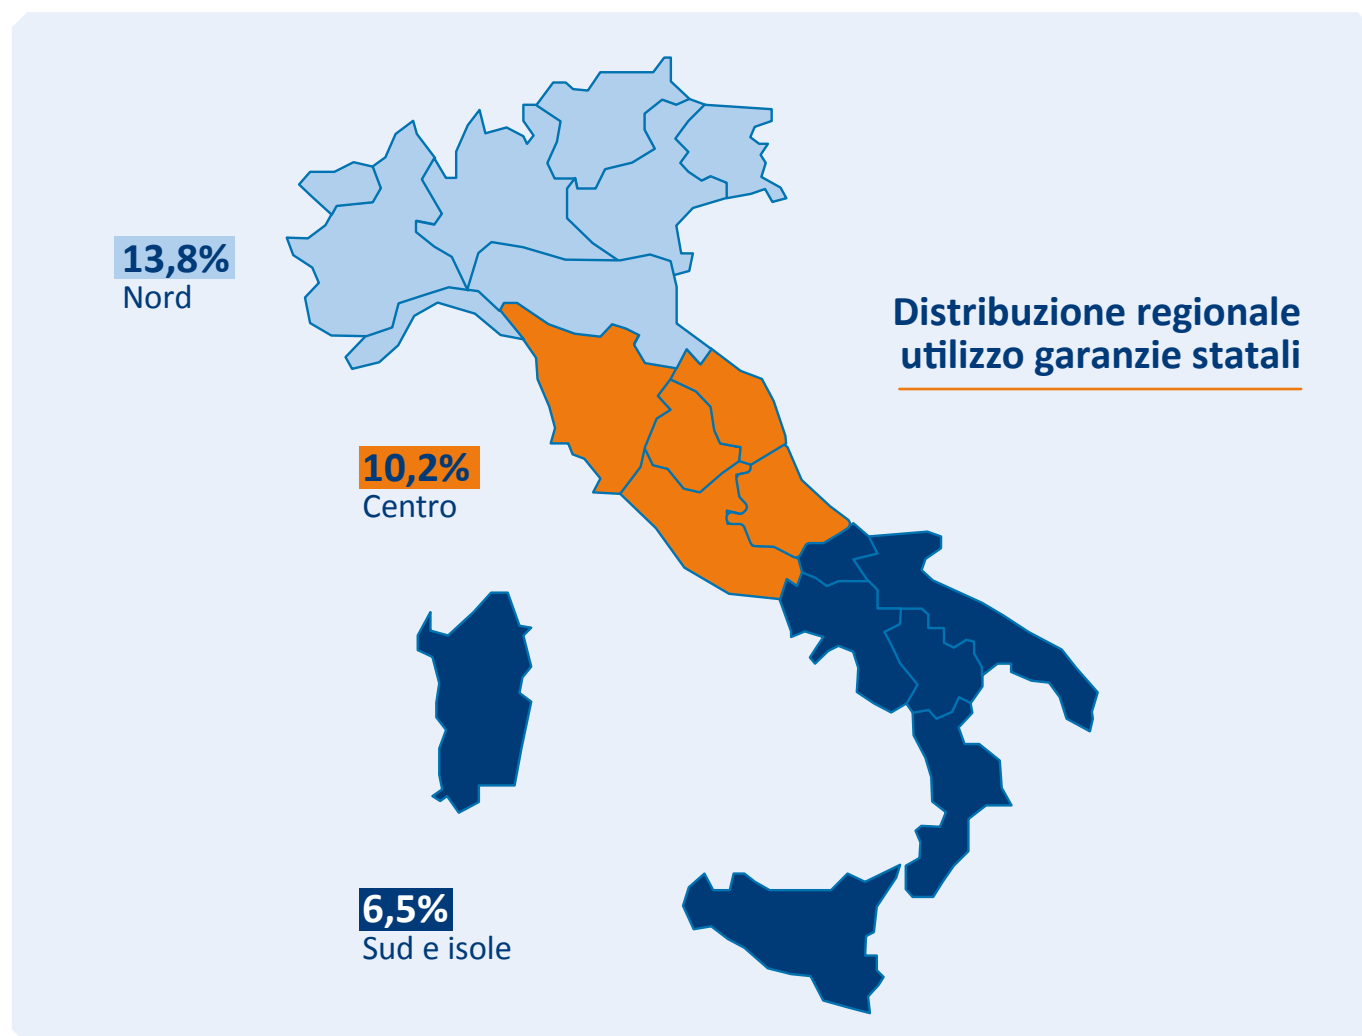 13,8%
Nord
Distribuzione regionale
utilizzo garanzie statali
10,2%
Centro
6,5%
Sud e isole